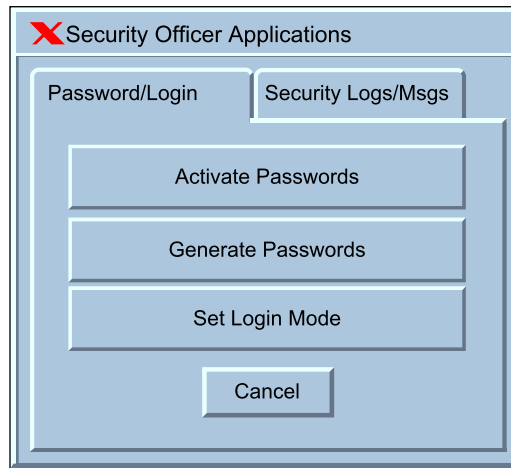 Security Officer Applications
Password/Login
Security Logs/Msgs
Activate Passwords
Generate Passwords
Set Login Mode
Cancel